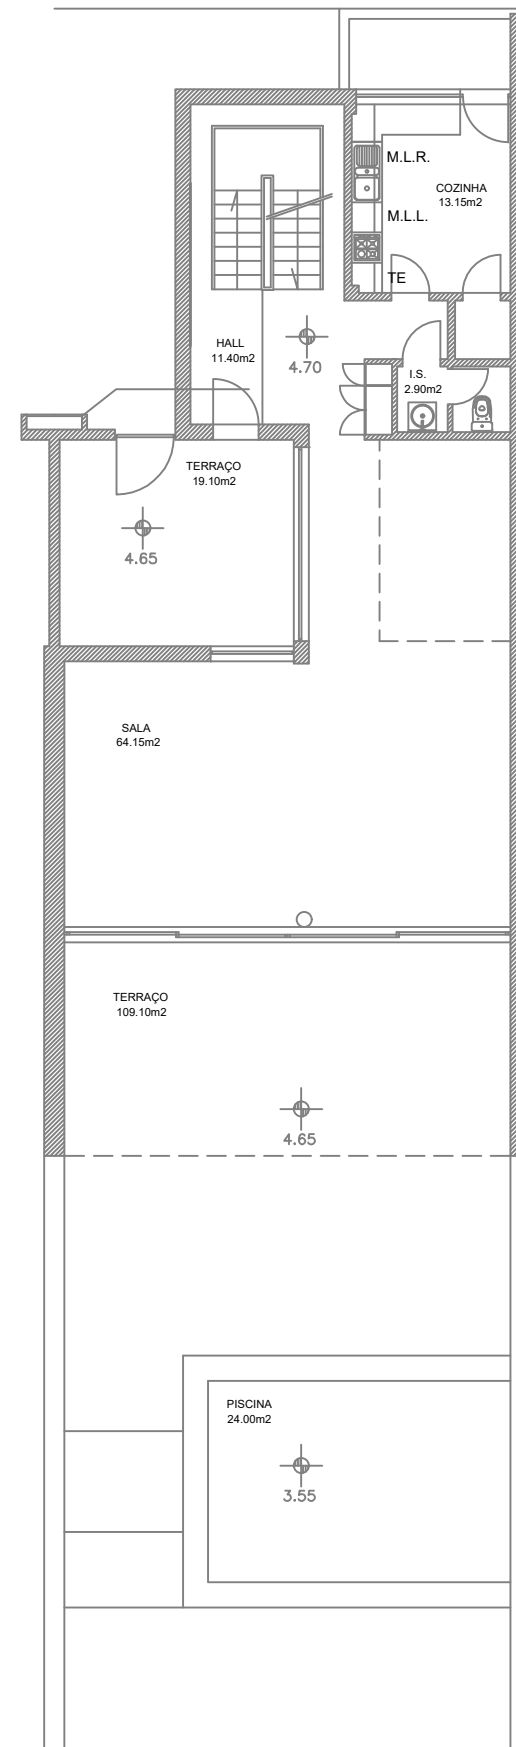 M.L.R.
COZINHA
13.15m2
M.L.L.
TE
HALL
11.40m2
4.70
I.S.
2.90m2
TERRAÇO
19.10m2
4.65
SALA
64.15m2
TERRAÇO
109.10m2
4.65
PISCINA
24.00m2
3.55